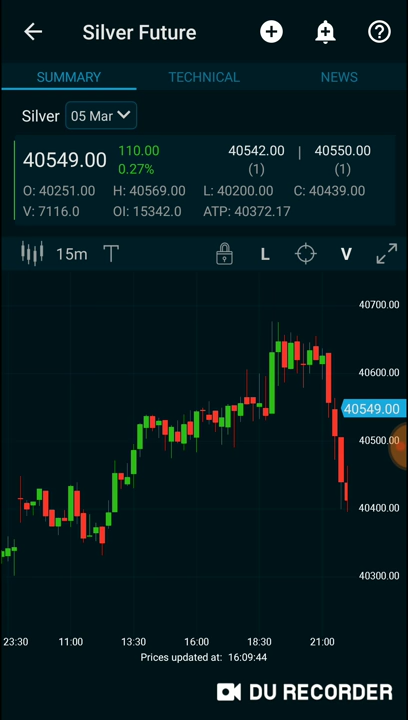 Silver Future
SUMMARY TECHNICAL NEWS
Silver 05 Mar
40549.00 110.00 0.27% 40542.00 (1) | 40550.00 (1)
O: 40251.00 H: 40569.00 L: 40200.00 C: 40439.00
V: 7116.0 OI: 15342.0 ATP: 40372.17
15m T L V
40700.00
40600.00
40549.00
40500.00
40400.00
40300.00
23:30 11:00 13:30 16:00 18:30 21:00
Prices updated at: 16:09:44
DU RECORDER